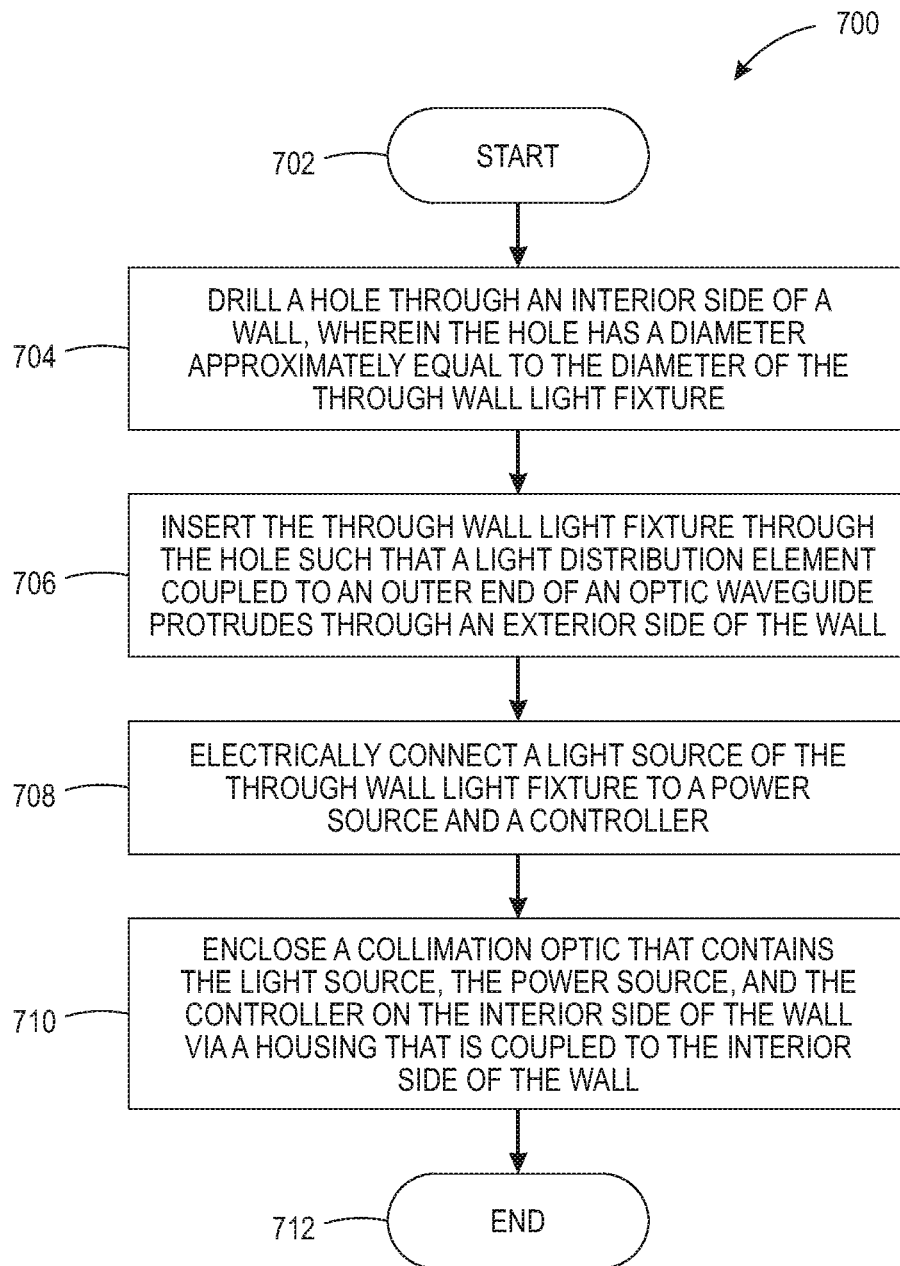 700
702
START
DRILL A HOLE THROUGH AN INTERIOR SIDE OF A
WALL, WHEREIN THE HOLE HAS A DIAMETER
704
APPROXIMATELY EQUAL TO THE DIAMETER OF THE
THROUGH WALL LIGHT FIXTURE
INSERT THE THROUGH WALL LIGHT FIXTURE THROUGH
THE HOLE SUCH THAT A LIGHT DISTRIBUTION ELEMENT
706
COUPLED TO AN OUTER END OF AN OPTIC WAVEGUIDE
PROTRUDES THROUGH AN EXTERIOR SIDE OF THE WALL
ELECTRICALLY CONNECT A LIGHT SOURCE OF THE
708
THROUGH WALL LIGHT FIXTURE TO A POWER
SOURCE AND A CONTROLLER
ENCLOSE A COLLIMATION OPTIC THAT CONTAINS
THE LIGHT SOURCE, THE POWER SOURCE, AND THE
710
CONTROLLER ON THE INTERIOR SIDE OF THE WALL
VIA A HOUSING THAT IS COUPLED TO THE INTERIOR
SIDE OF THE WALL
712
END